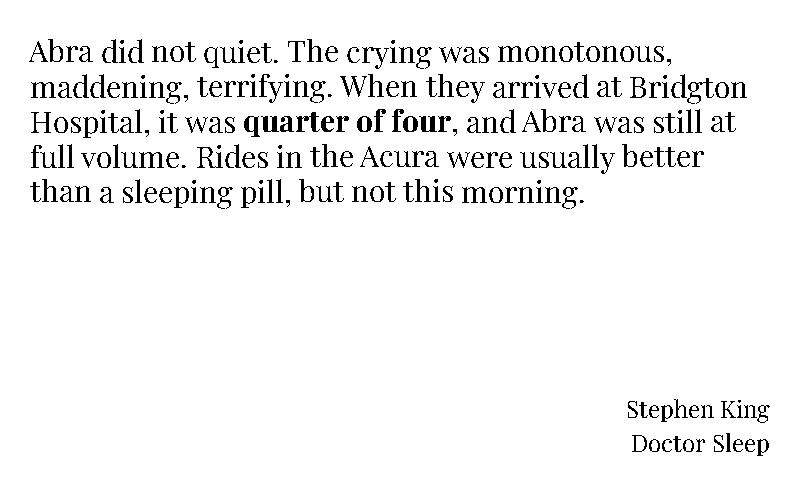 Abra did not quiet. The crying was monotonous,
maddening, terrifying. When they arrived at Bridgton
Hospital, it was quarter of four, and Abra was still at
full volume. Rides in the Acura were usually better
than a sleeping pill, but not this morning.
Stephen King
Doctor Sleep